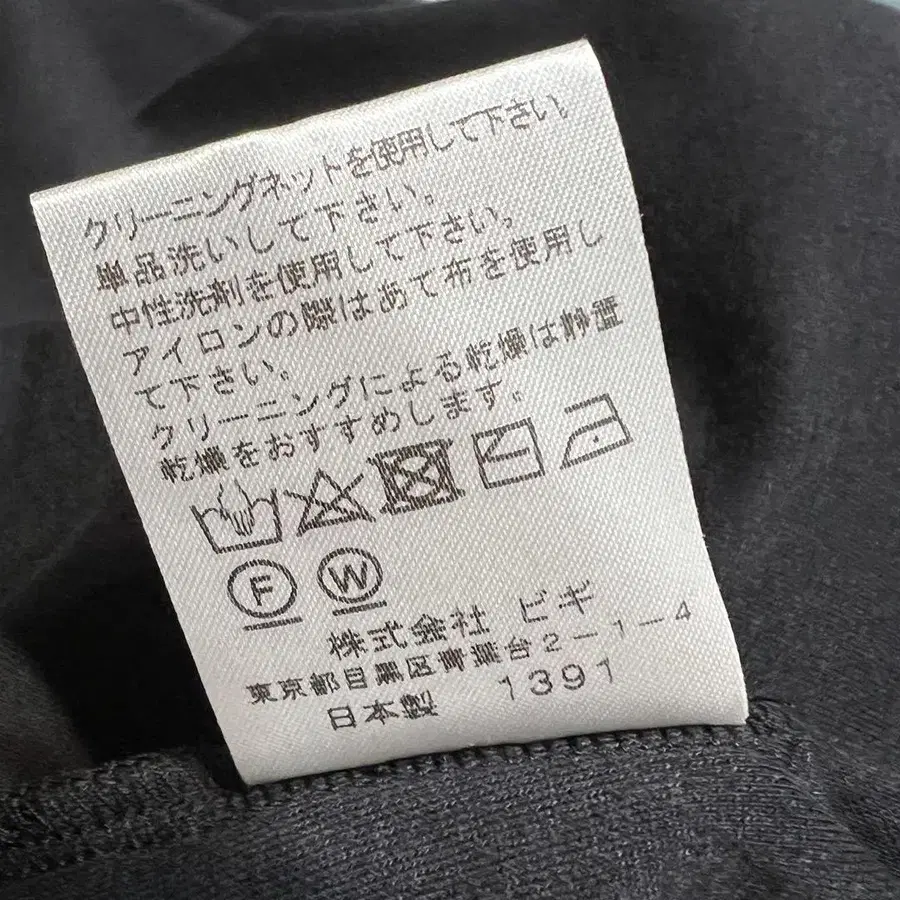 クリーニングネットを使用して下さい。
単品洗いして下さい。
中性洗剤を使用して下さい。
アイロンの際はあて布を使用し
て下さい。
クリーニングによる乾燥は静置
乾燥をおすすめします。
F W
株式会社 ビギ
東京都目黒区青葉台2-1-4
日本製 1391